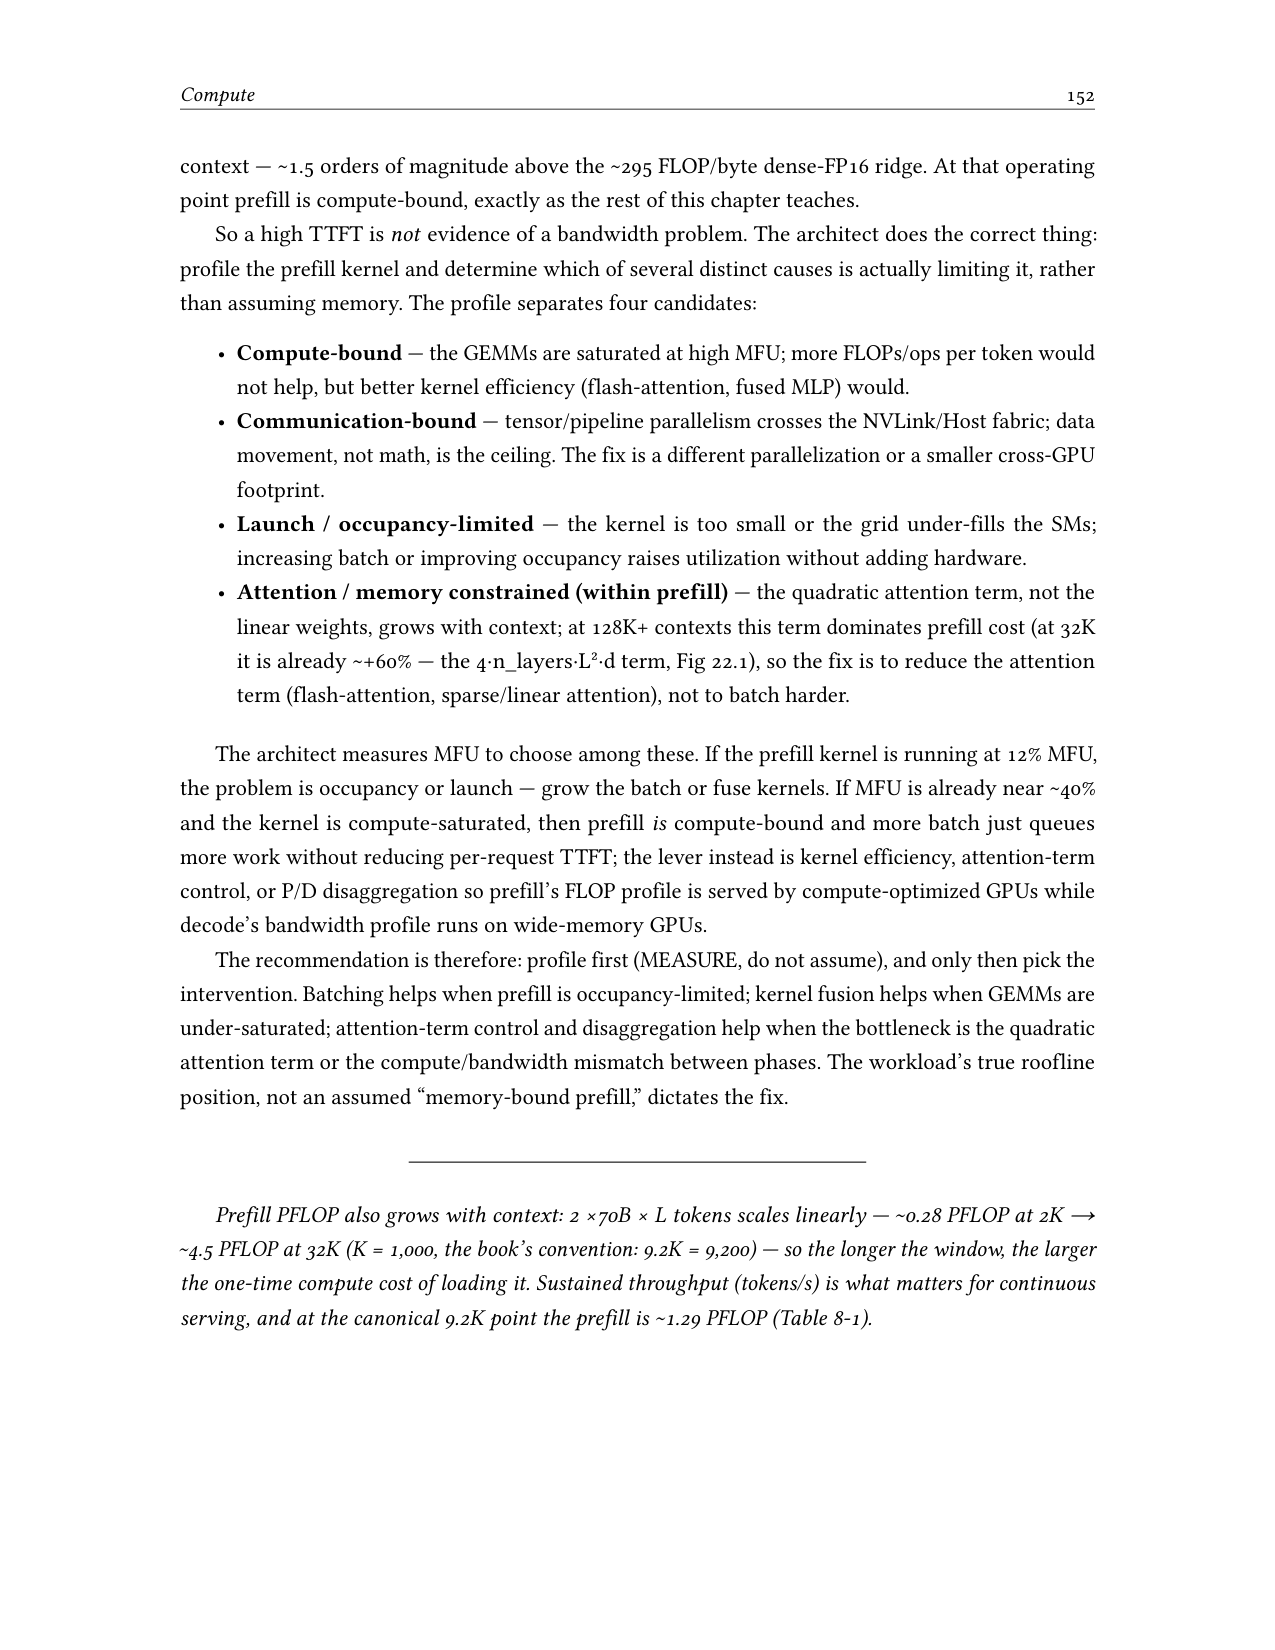 Compute 152
context — ~1.5 orders of magnitude above the ~295 FLOP/byte dense-FP16 ridge. At that operating
point prefill is compute-bound, exactly as the rest of this chapter teaches.
So a high TTFT is not evidence of a bandwidth problem. The architect does the correct thing:
profile the prefill kernel and determine which of several distinct causes is actually limiting it, rather
than assuming memory. The profile separates four candidates:
• Compute-bound — the GEMMs are saturated at high MFU; more FLOPs/ops per token would
not help, but better kernel efficiency (flash-attention, fused MLP) would.
• Communication-bound — tensor/pipeline parallelism crosses the NVLink/Host fabric; data
movement, not math, is the ceiling. The fix is a different parallelization or a smaller cross-GPU
footprint.
• Launch / occupancy-limited — the kernel is too small or the grid under-fills the SMs;
increasing batch or improving occupancy raises utilization without adding hardware.
• Attention / memory constrained (within prefill) — the quadratic attention term, not the
linear weights, grows with context; at 128K+ contexts this term dominates prefill cost (at 32K
it is already ~+60% — the 4·n_layers·L²·d term, Fig 22.1), so the fix is to reduce the attention
term (flash-attention, sparse/linear attention), not to batch harder.
The architect measures MFU to choose among these. If the prefill kernel is running at 12% MFU,
the problem is occupancy or launch — grow the batch or fuse kernels. If MFU is already near ~40%
and the kernel is compute-saturated, then prefill is compute-bound and more batch just queues
more work without reducing per-request TTFT; the lever instead is kernel efficiency, attention-term
control, or P/D disaggregation so prefill’s FLOP profile is served by compute-optimized GPUs while
decode’s bandwidth profile runs on wide-memory GPUs.
The recommendation is therefore: profile first (MEASURE, do not assume), and only then pick the
intervention. Batching helps when prefill is occupancy-limited; kernel fusion helps when GEMMs are
under-saturated; attention-term control and disaggregation help when the bottleneck is the quadratic
attention term or the compute/bandwidth mismatch between phases. The workload’s true roofline
position, not an assumed “memory-bound prefill,” dictates the fix.
Prefill PFLOP also grows with context: 2 ×70B × L tokens scales linearly — ~0.28 PFLOP at 2K →
~4.5 PFLOP at 32K (K = 1,000, the book’s convention: 9.2K = 9,200) — so the longer the window, the larger
the one-time compute cost of loading it. Sustained throughput (tokens/s) is what matters for continuous
serving, and at the canonical 9.2K point the prefill is ~1.29 PFLOP (Table 8-1).